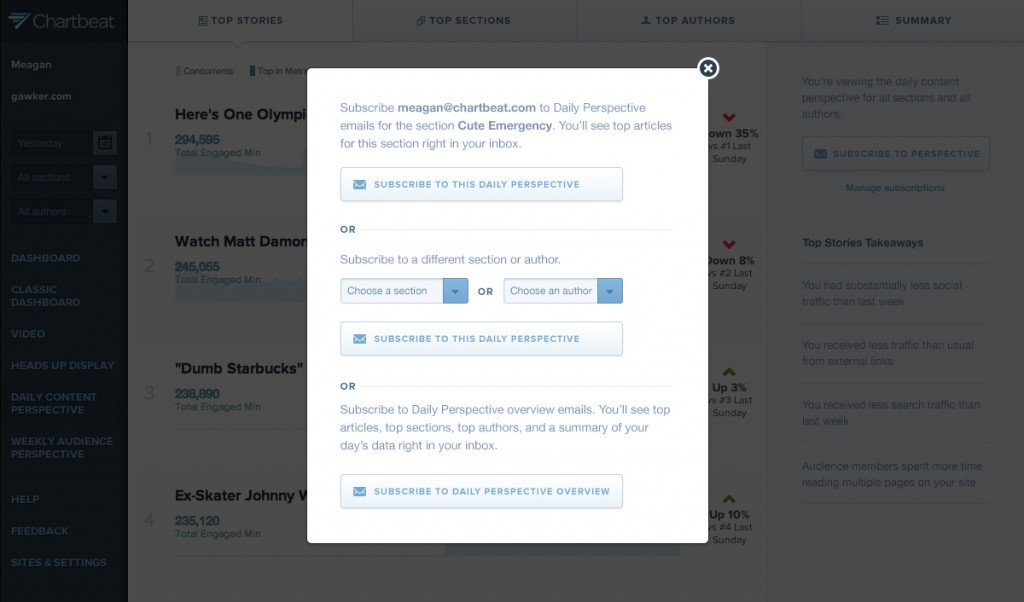 Chartbeat
TOP STORIES
TOP SECTIONS
TOP AUTHORS
SUMMARY
Meagan
gawker.com
Yesterday
All sections
All authors
DASHBOARD
CLASSIC
DASHBOARD
VIDEO
HEADS UP DISPLAY
DAILY CONTENT
PERSPECTIVE
WEEKLY AUDIENCE
PERSPECTIVE
HELP
FEEDBACK
SITES & SETTINGS
Concurrents
Top in Metri
1
Here's One Olympi
294,595
Total Engaged Min
own 35%
vs #1 Last
Sunday
2
Watch Matt Damon
245,055
Total Engaged Min
Down 8%
vs #2 Last
Sunday
3
"Dumb Starbucks"
238,890
Total Engaged Min
Up 3%
vs #3 Last
Sunday
4
Ex-Skater Johnny W
235,120
Total Engaged Min
Up 10%
vs #4 Last
Sunday
Subscribe meagan@chartbeat.com to Daily Perspective
emails for the section Cute Emergency. You'll see top articles
for this section right in your inbox.
SUBSCRIBE TO THIS DAILY PERSPECTIVE
OR
Subscribe to a different section or author.
Choose a section
OR
Choose an author
SUBSCRIBE TO THIS DAILY PERSPECTIVE
OR
Subscribe to Daily Perspective overview emails. You'll see top
articles, top sections, top authors, and a summary of your
day's data right in your inbox.
SUBSCRIBE TO DAILY PERSPECTIVE OVERVIEW
You're viewing the daily content
perspective for all sections and all
authors.
SUBSCRIBE TO PERSPECTIVE
Manage subscriptions
Top Stories Takeaways
You had substantially less social
traffic than last week.
You received less traffic than usual
from external links
You received less search traffic than
last week
Audience members spent more time
reading multiple pages on your site